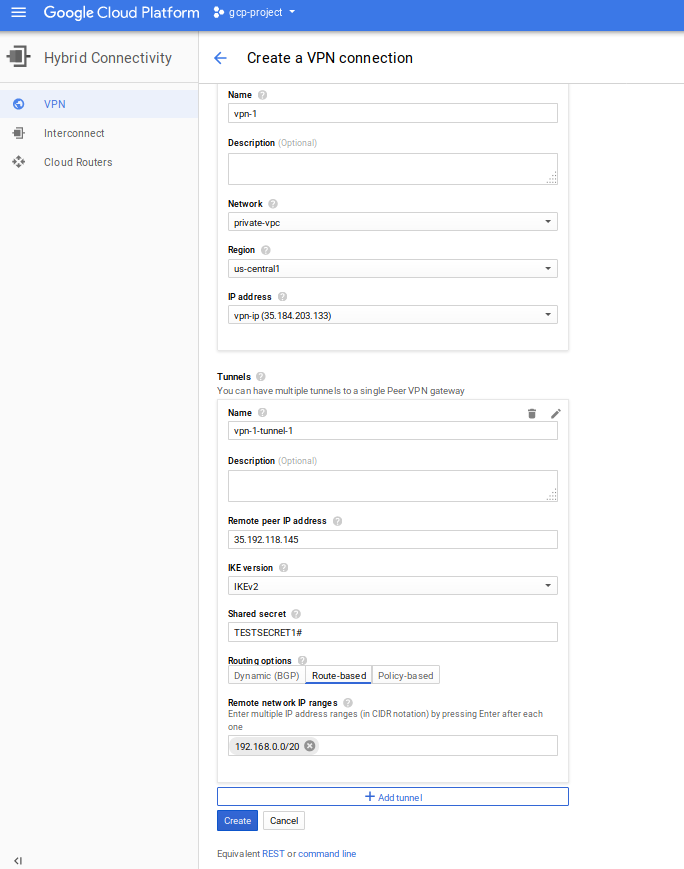 Google Cloud Platform gcp-project
Hybrid Connectivity
Create a VPN connection
VPN
Interconnect
Cloud Routers
Name
vpn-1
Description (Optional)
Network
private-vpc
Region
us-central1
IP address
vpn-ip (35.184.203.133)
Tunnels
You can have multiple tunnels to a single Peer VPN gateway
Name
vpn-1-tunnel-1
Description (Optional)
Remote peer IP address
35.192.118.145
IKE version
IKEv2
Shared secret
TESTSECRET1#
Routing options
Dynamic (BGP) Route-based Policy-based
Remote network IP ranges
Enter multiple IP address ranges (in CIDR notation) by pressing Enter after each
one
192.168.0.0/20
Add tunnel
Create Cancel
Equivalent REST or command line